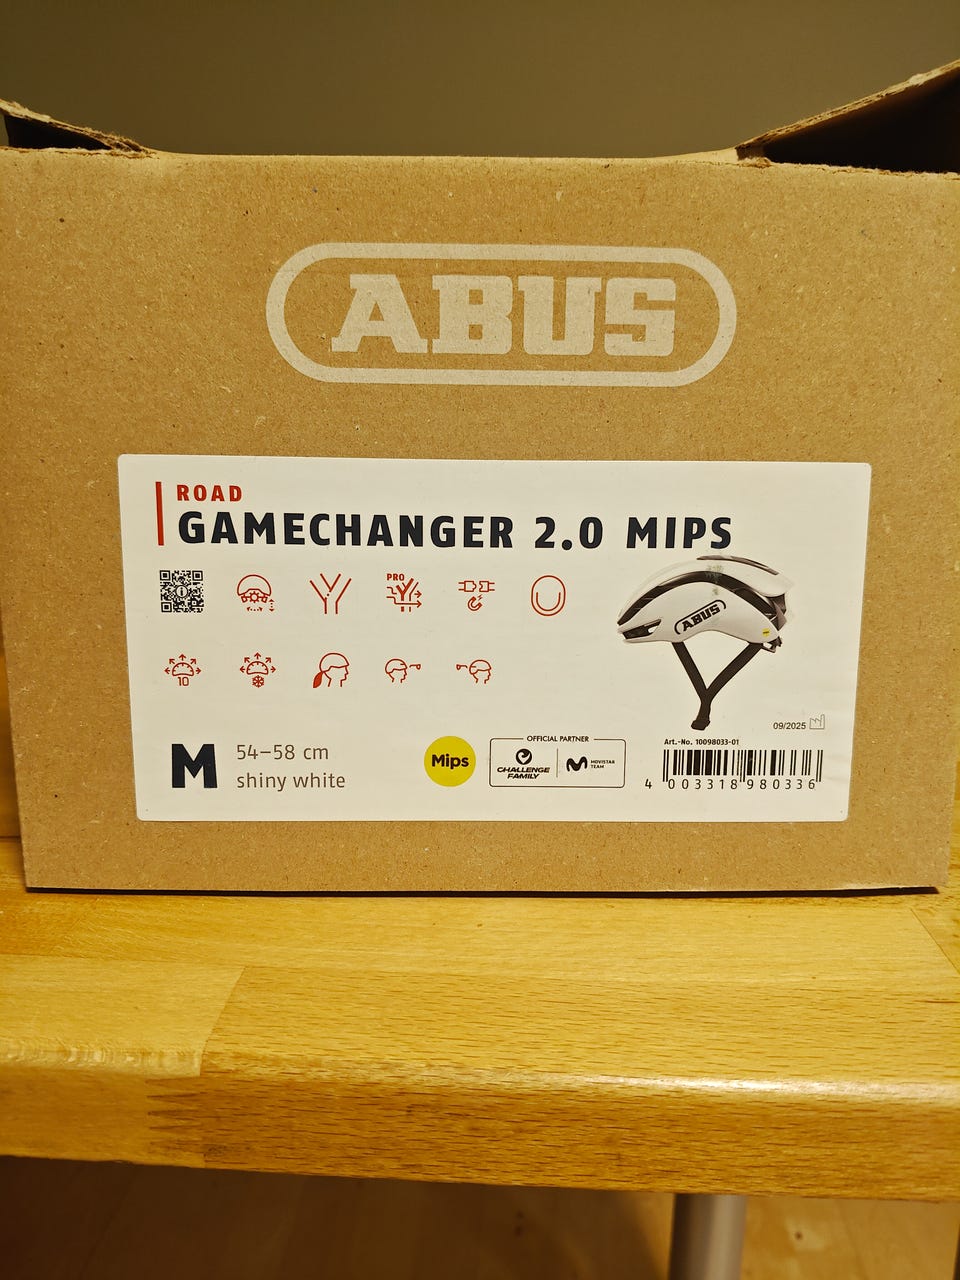 ABUS
ROAD
GAMECHANGER 2.0 MIPS
PRO
10
ABUS
09/2025
M
54–58 cm
shiny white
Mips
OFFICIAL PARTNER
CHALLENGE
FAMILY
MOVISTAR
TEAM
Art.-No. 10098033-01
4 003318 980336